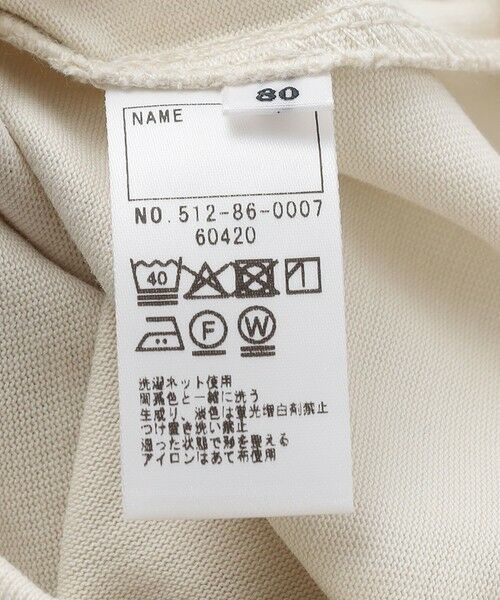 80
NAME
NO. 512-86-0007
60420
40
F
W
洗濯ネット使用
同系色と一緒に洗う
生成り、淡色は蛍光増白剤禁止
つけ置き洗い禁止
湿った状態で形を整える
アイロンはあて布使用